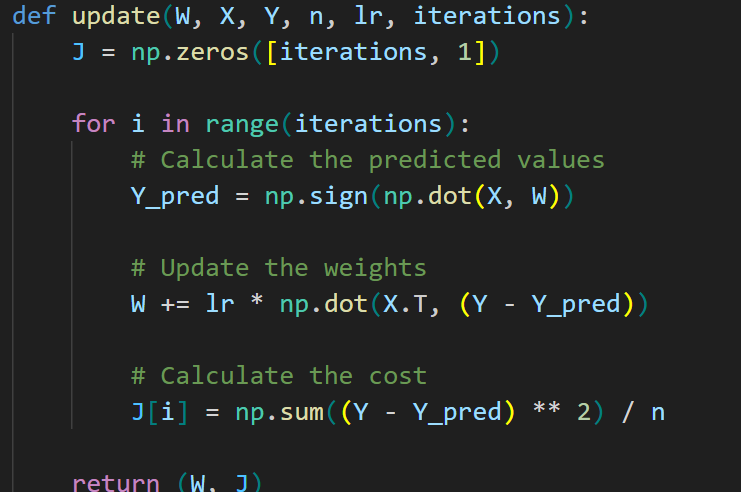 def update(W, X, Y, n, lr, iterations):
    J = np.zeros([iterations, 1])
    for i in range(iterations):
        # Calculate the predicted values
        Y_pred = np.sign(np.dot(X, W))
        # Update the weights
        W += lr * np.dot(X.T, (Y - Y_pred))
        # Calculate the cost
        J[i] = np.sum((Y - Y_pred) ** 2) / n
    return (W, J)